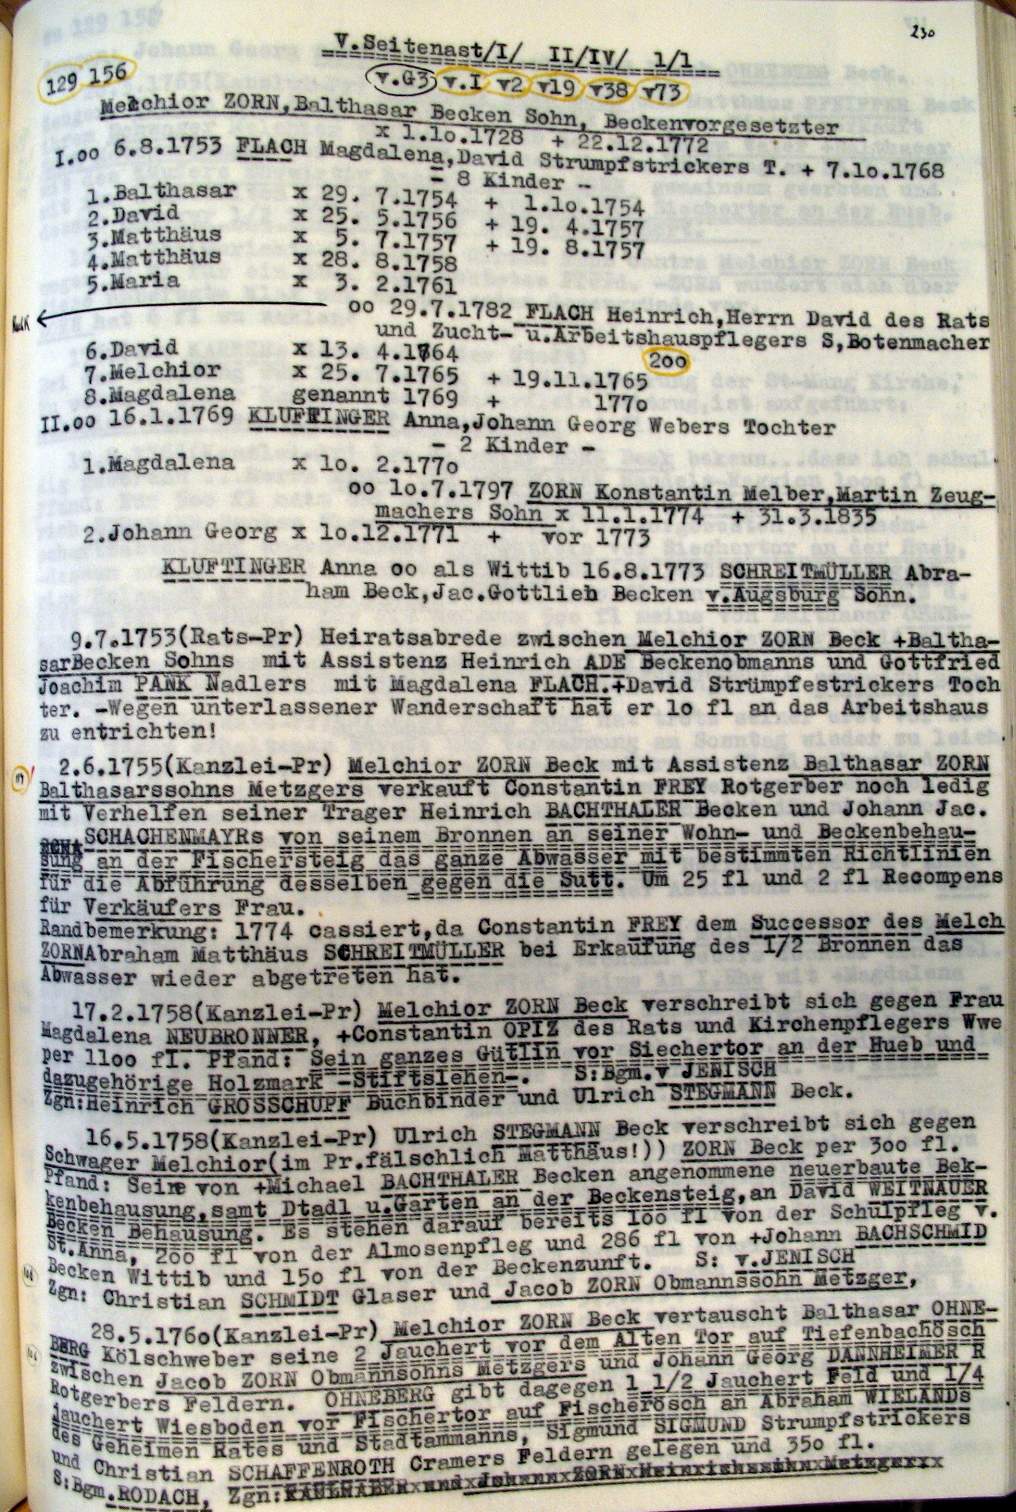 230
V.Seitenast/I/ II/IV/ 1/1
129 156
v.G3 v.I v2 v19 v38 v73
Melchior ZORN,Balthasar Becken Sohn, Beckenvorgesetzter
x 1.1o.1728 + 22.12.1772
I.oo 6.8.1753 FLACH Magdalena,David Strumpfstrickers T. + 7.1o.1768
- 8 Kinder -
1.Balthasar x 29. 7.1754 + 1.1o.1754
2.David x 25. 5.1756 + 19. 4.1757
3.Matthäus x 5. 7.1757 + 19. 8.1757
4.Matthäus x 28. 8.1758
5.Maria x 3. 2.1761
oo 29.7.1782 FLACH Heinrich,Herrn David des Rats
und Zucht- u.Arbeitshauspflegers S,Botenmacher
6.David x 13. 4.1764 200
7.Melchior x 25. 7.1765 + 19.11.1765
8.Magdalena genannt 1769 + 177o
II.oo 16.1.1769 KLUFTINGER Anna,Johann Georg Webers Tochter
- 2 Kinder -
1.Magdalena x 1o. 2.177o
oo 1o.7.1797 ZORN Konstantin Melber,Martin Zeug-
machers Sohn x 11.1.1774 + 31.3.1835
2.Johann Georg x 1o.12.1771 + vor 1773
KLUFTINGER Anna oo als Wittib 16.8.1773 SCHREITMÜLLER Abra-
ham Beck,Jac.Gottlieb Becken v.Augsburg Sohn.
9.7.1753(Rats-Pr) Heiratsabrede zwischen Melchior ZORN Beck +Baltha-
sarBecken Sohns mit Assistenz Heinrich ADE Beckenobmanns und Gottfried
Joachim PANK Nadlers mit Magdalena FLACH.+David Strümpfestrickers Toch
ter. -Wegen unterlassener Wanderschaft hat er 1o fl an das Arbeitshaus
zu entrichten!
2.6.1755(Kanzlei-Pr) Melchior ZORN Beck mit Assistenz Balthasar ZORN
Balthasarssohns Metzgers verkauft Constantin FREY Rotgerber noch ledig
mit Verhelfen seiner Trager Heinrich BACHTHALER Becken und Johann Jac.
SCHACHENMAYRs von seinem Bronnen an seiner Wohn- und Beckenbehau-
sung an der Fischersteig das ganze Abwasser mit bestimmten Richtlinien
für die Abführung desselben gegen die Sutt. Um 25 fl und 2 fl Recompens
für Verkäufers Frau.
Randbemerkung: 1774 cassiert,da Constantin FREY dem Successor des Melch
ZORNAbraham Matthäus SCHREITMÜLLER bei Erkaufung des 1/2 Bronnen das
Abwasser wieder abgetreten hat.
17.2.1758(Kanzlei-Pr) Melchior ZORN Beck verschreibt sich gegen Frau
Magdalena NEUBRONNER, +Constantin OPIZ des Rats und Kirchenpflegers Wwe
per 11oo fl. Pfand: Sein ganzes Gütlin vor Siechertor an der Hueb und
dazugehörige Holzmark -Stiftslehen-. S:Bgm.v JENISCH
Zgn:Heinrich GROSSCHUPF Buchbinder und Ulrich STEGMANN Beck.
16.5.1758(Kanzlei-Pr) Ulrich STEGMANN Beck verschreibt sich gegen
Schwager Melchior(im Pr.fälschlich Matthäus!)) ZORN Beck per 3oo fl.
Pfand: Seine von +Michael BACHTHALER Becken angenommene neuerbaute Bek-
kenbehausung,samt Dtadl u.Garten an der Beckensteig,an David WEITNAUER
Becken Behausung. Es stehen darauf bereits 1oo fl von der Schulpfleg v.
St.Anna, 2oo fl von der Almosenpfleg und 286 fl von +Johann BACHSCHMID
Becken Wittib und 15o fl von der Beckenzunft. S: v.JENISCH
Zgn: Christian SCHMIDT Glaser und Jacob ZORN Obmannssohn Metzger,
28.5.176o(Kanzlei-Pr) Melchior ZORN Beck vertauscht Balthasar OHNE-
BERG Kölschweber seine 2 Jauchert vor dem Alten Tor auf Tiefenbachösch
zwischen Jacob ZORN Obmannsohns Metzgers und Johann Georg DANNHEIMER R
Rotgerbers Feldern. OHNEBERG gibt dagegen 1 1/2 Jauchert Feld und 1/4
jauchert Wiesboden vor Fischertor auf Fischerösch an Abraham WIELANDs
des Geheimen Rates und Stadtammanns, Sigmund SIGMUND Strumpfstrickers
und Christian SCHAFFENROTH Cramers Feldern gelegen und 35o fl.
S:Bgm.RODACH, Zgn: